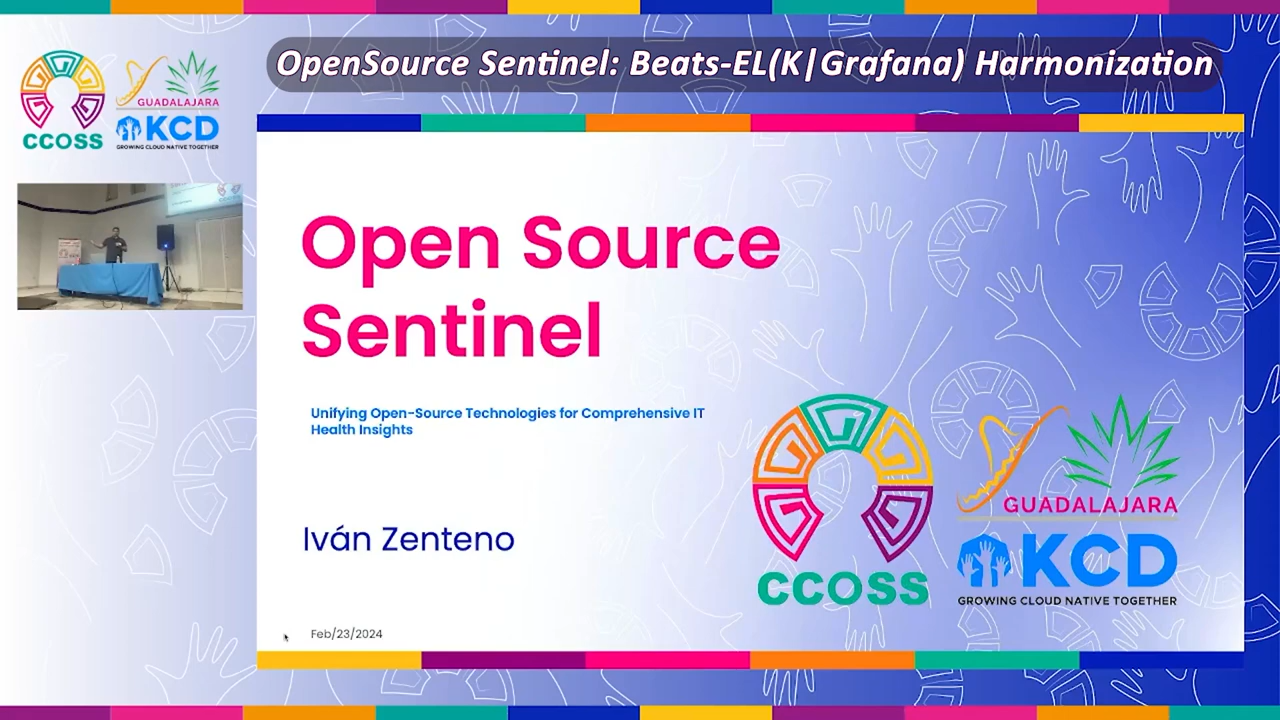 OpenSource Sentinel: Beats-EL(K|Grafana) Harmonization
GUADALAJARA
CCOSS
KCD
GROWING CLOUD NATIVE TOGETHER
Open Source
Sentinel
Unifying Open-Source Technologies for Comprehensive IT
Health Insights
Iván Zenteno
GUADALAJARA
KCD
CCOSS
GROWING CLOUD NATIVE TOGETHER
Feb/23/2024